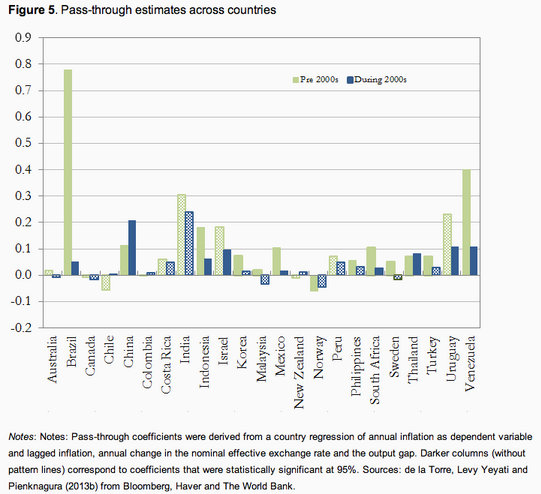 Figure 5. Pass-through estimates across countries
0.9
0.8
0.7
0.6
0.5
0.4
0.3
0.2
0.1
0.0
-0.1
-0.2
Pre 2000s
During 2000s
Australia
Brazil
Canada
Chile
China
Colombia
Costa Rica
India
Indonesia
Israel
Korea
Malaysia
Mexico
New Zealand
Norway
Peru
Philippines
South Africa
Sweden
Thailand
Turkey
Uruguay
Venezuela
Notes: Notes: Pass-through coefficients were derived from a country regression of annual inflation as dependent variable
and lagged inflation, annual change in the nominal effective exchange rate and the output gap. Darker columns (without
pattern lines) correspond to coefficients that were statistically significant at 95%. Sources: de la Torre, Levy Yeyati and
Pienknagura (2013b) from Bloomberg, Haver and The World Bank.